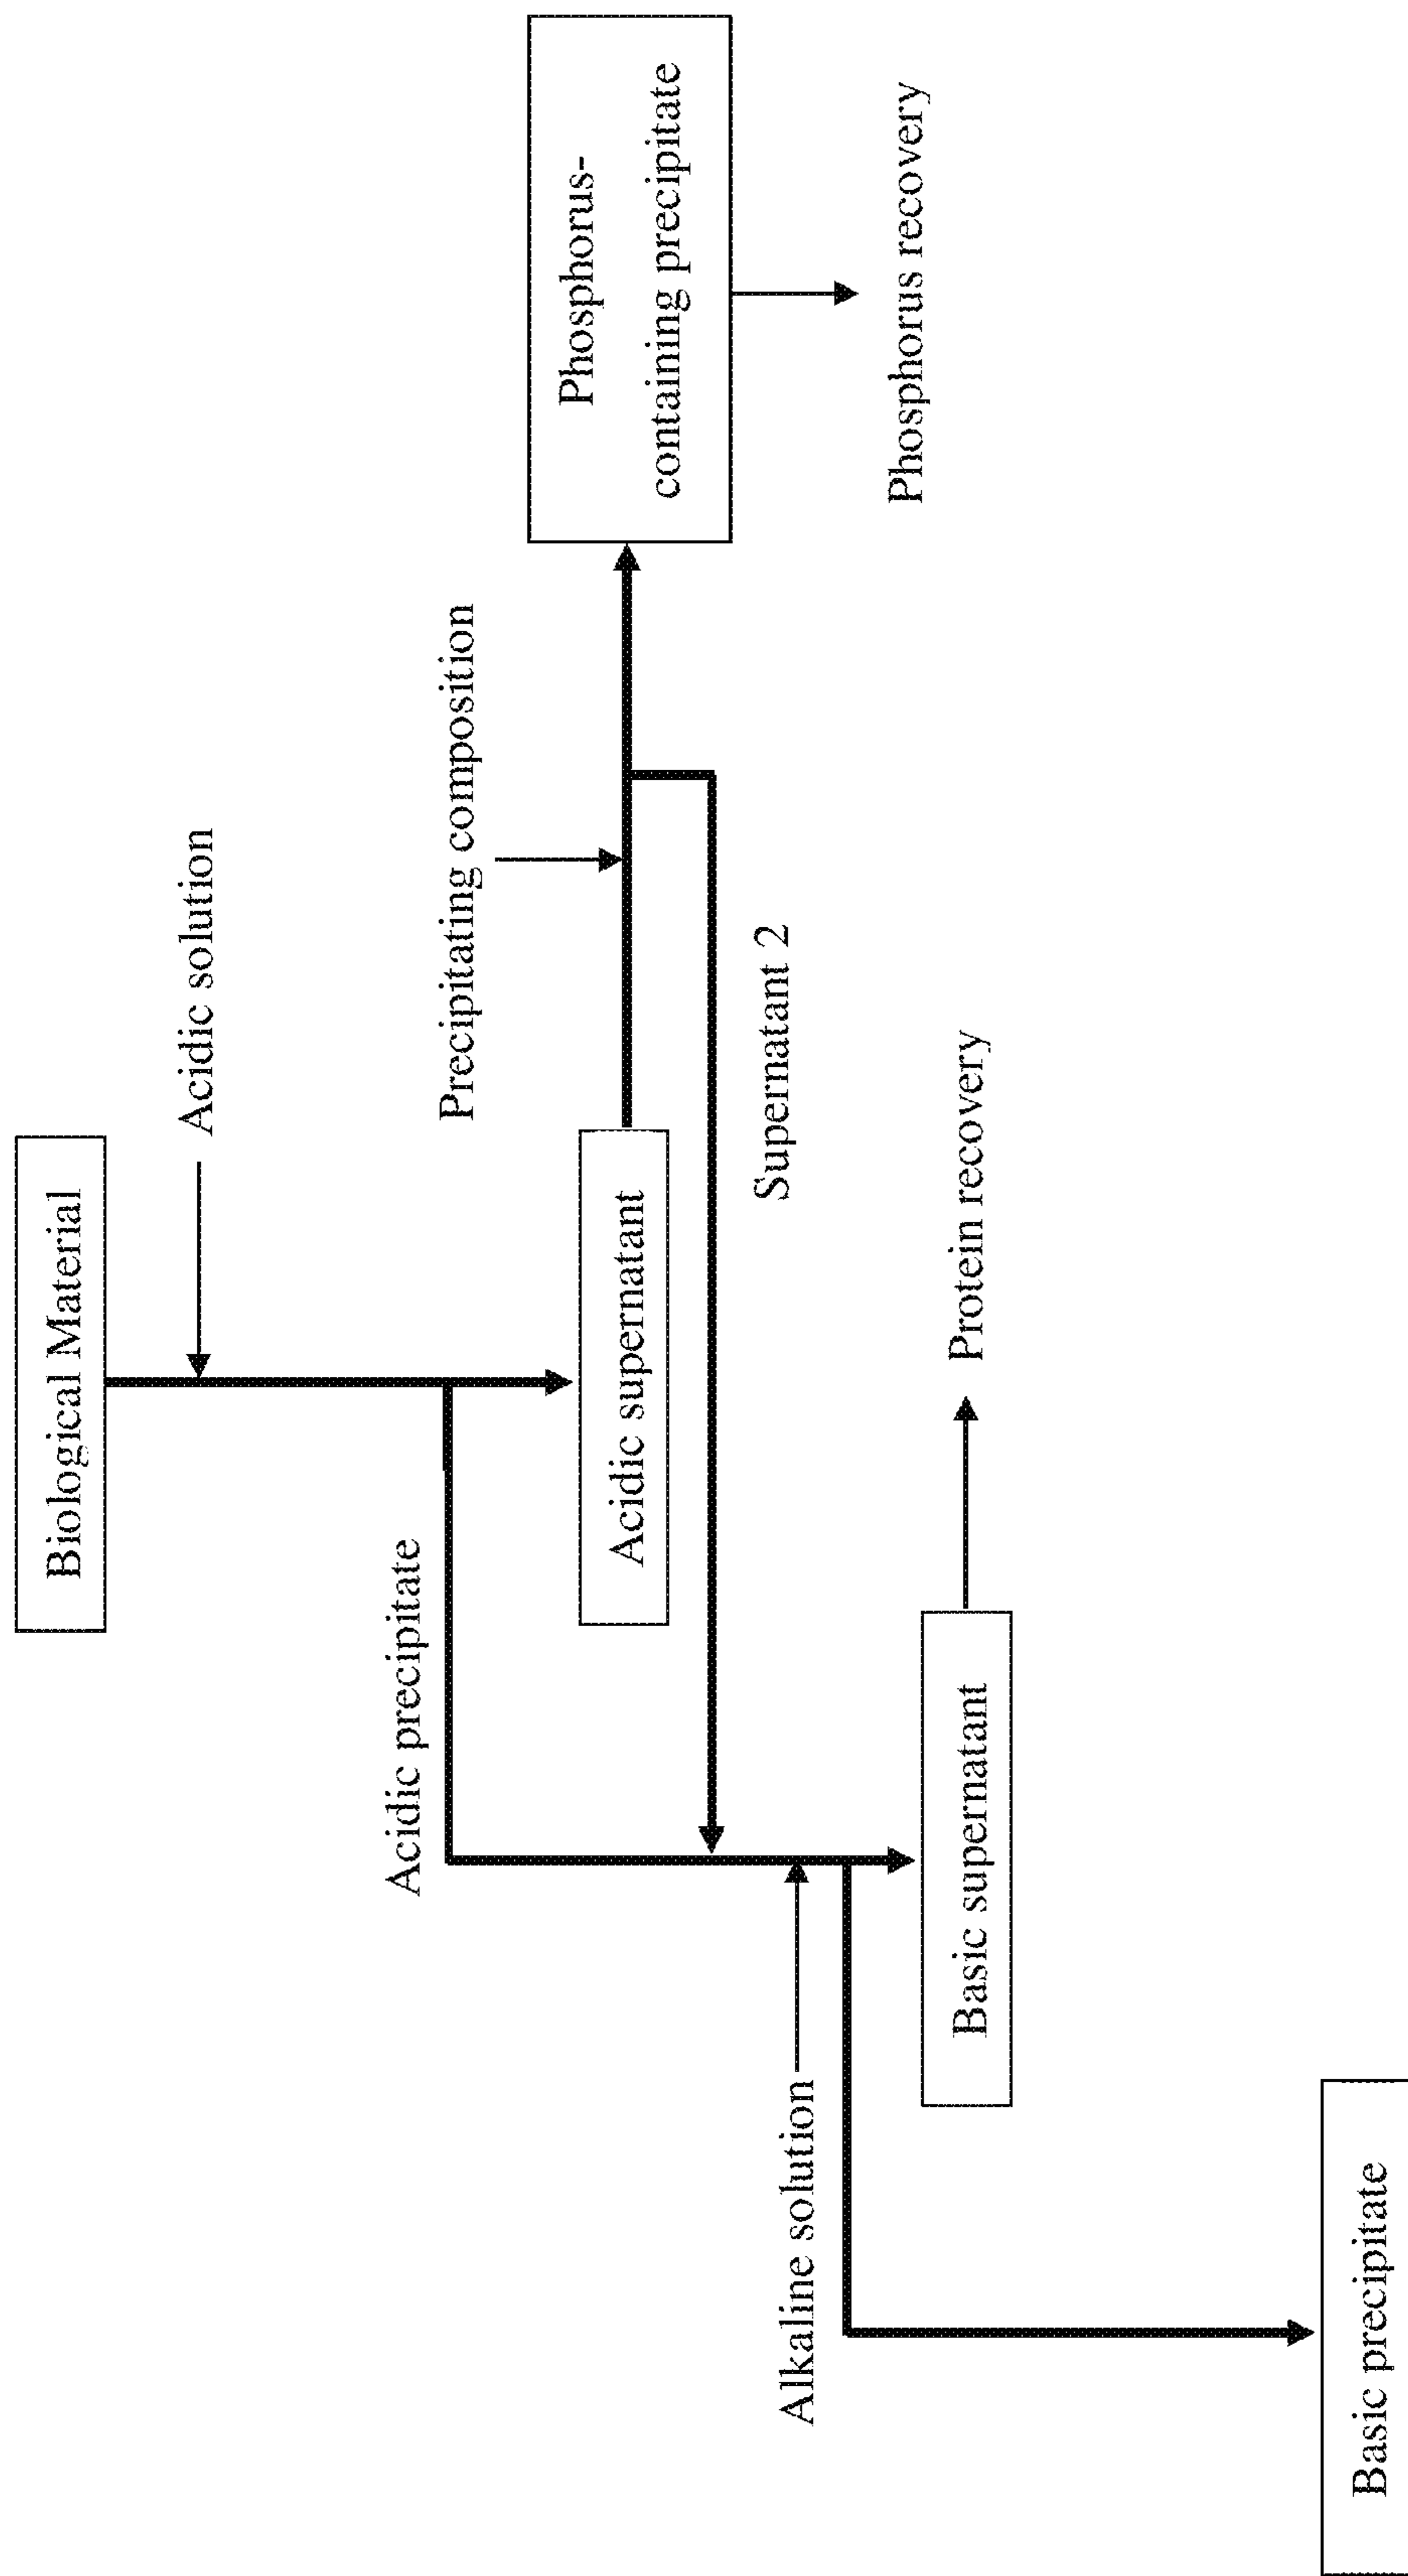 Biological Material
Acidic solution
Acidic precipitate
Precipitating composition
Acidic supernatant
Phosphorus-
containing precipitate
Supernatant 2
Phosphorus recovery
Alkaline solution
Basic supernatant
Protein recovery
Basic precipitate